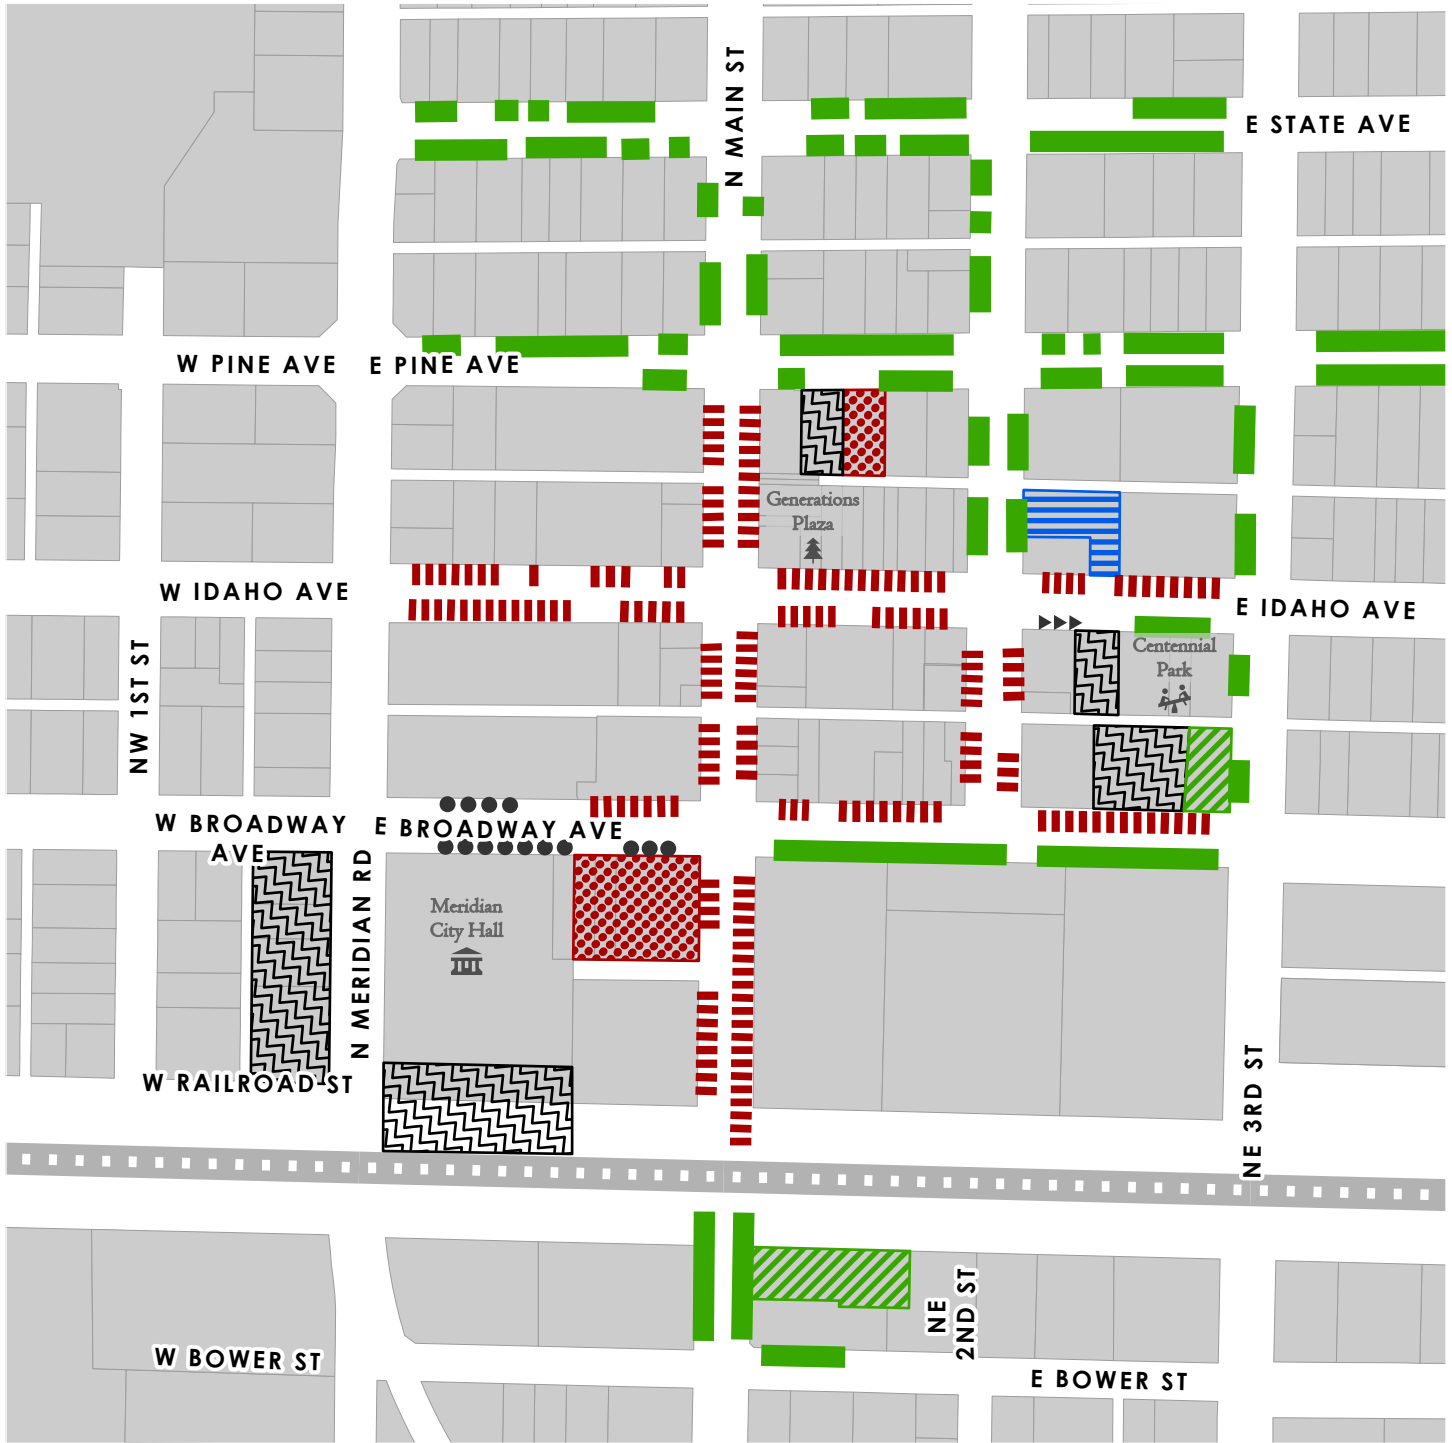 N MAIN ST
E STATE AVE
W PINE AVE
E PINE AVE
Generations
Plaza
W IDAHO AVE
E IDAHO AVE
NW 1ST ST
Centennial
Park
W BROADWAY
AVE
E BROADWAY AVE
N MERIDIAN RD
Meridian
City Hall
W RAILROAD ST
NE 3RD ST
NE
2ND ST
W BOWER ST
E BOWER ST